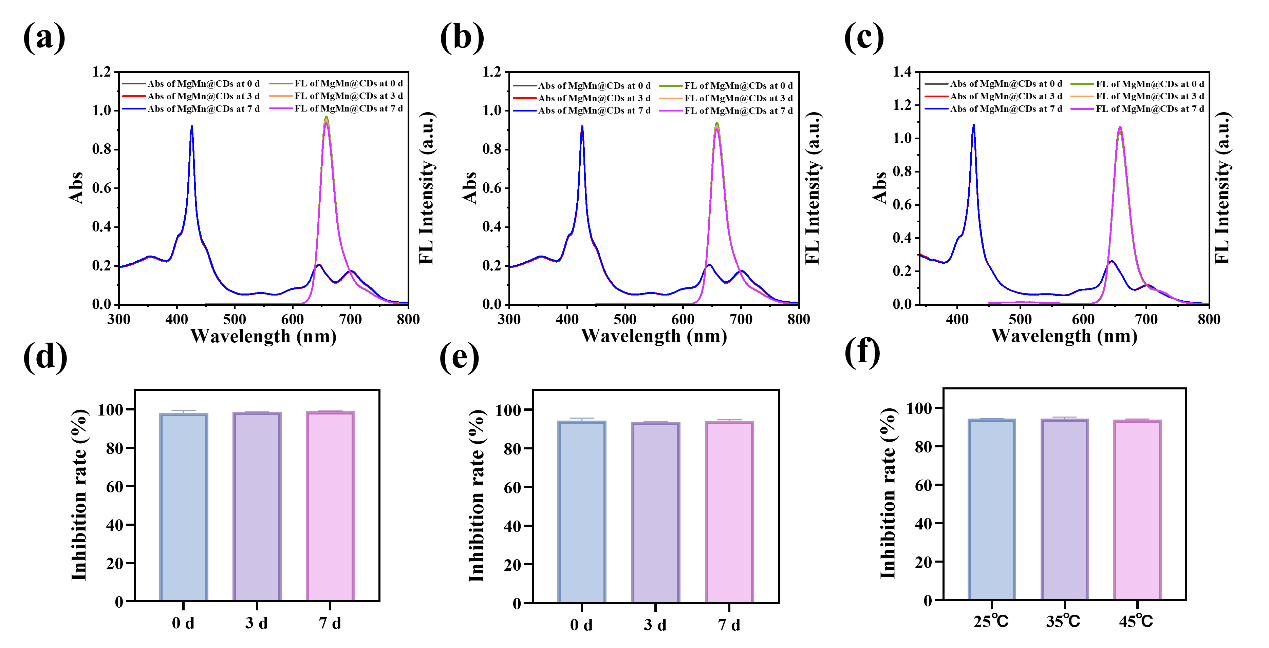 (a)
Abs
FL Intensity (a.u.)
Abs of MgMn@CDs at 0 d
Abs of MgMn@CDs at 3 d
Abs of MgMn@CDs at 7 d
FL of MgMn@CDs at 0 d
FL of MgMn@CDs at 3 d
FL of MgMn@CDs at 7 d
1.2
1.0
0.8
0.6
0.4
0.2
0.0
300 400 500 600 700 800
Wavelength (nm)
(b)
Abs
FL Intensity (a.u.)
Abs of MgMn@CDs at 0 d
Abs of MgMn@CDs at 3 d
Abs of MgMn@CDs at 7 d
FL of MgMn@CDs at 0 d
FL of MgMn@CDs at 3 d
FL of MgMn@CDs at 7 d
1.2
1.0
0.8
0.6
0.4
0.2
0.0
300 400 500 600 700 800
Wavelength (nm)
(c)
Abs
FL Intensity (a.u.)
Abs of MgMn@CDs at 0 d
Abs of MgMn@CDs at 3 d
Abs of MgMn@CDs at 7 d
FL of MgMn@CDs at 0 d
FL of MgMn@CDs at 3 d
FL of MgMn@CDs at 7 d
1.4
1.2
1.0
0.8
0.6
0.4
0.2
0.0
400 500 600 700 800
Wavelength (nm)
(d)
Inhibition rate (%)
100
80
60
40
20
0
0 d 3 d 7 d
(e)
Inhibition rate (%)
100
80
60
40
20
0
0 d 3 d 7 d
(f)
Inhibition rate (%)
100
80
60
40
20
0
25℃ 35℃ 45℃